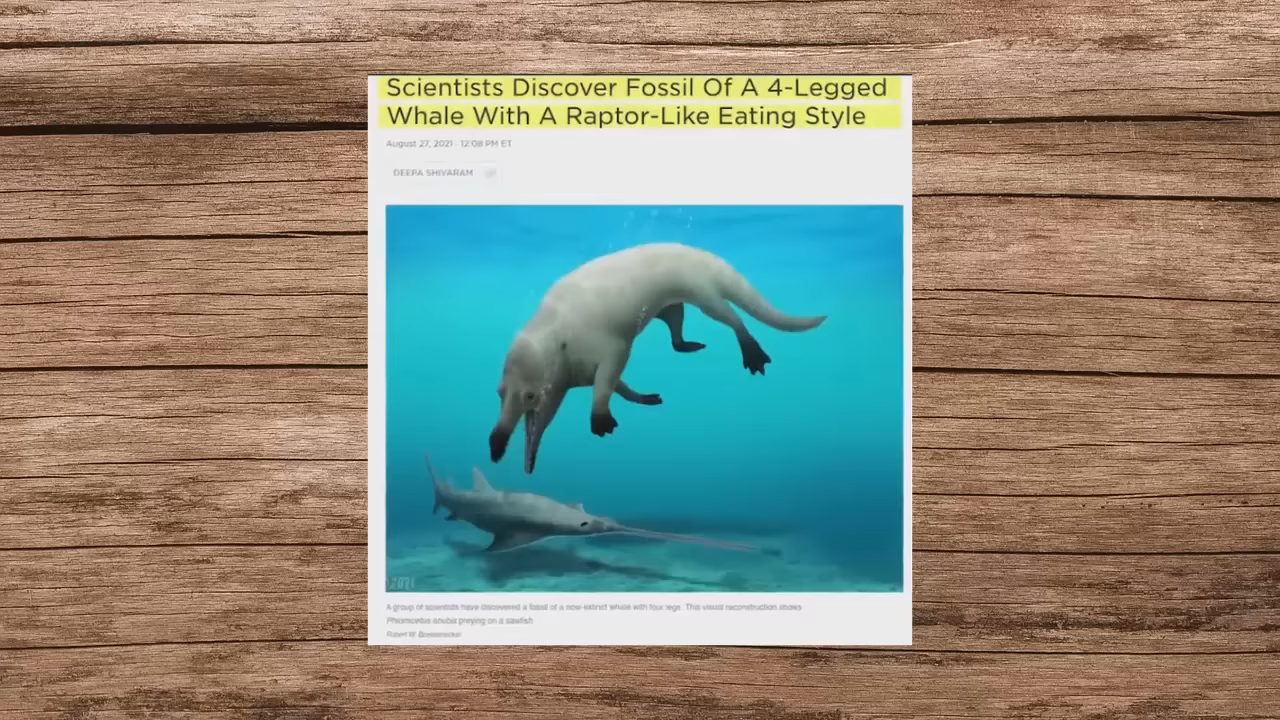 Scientists Discover Fossil Of A 4-Legged
Whale With A Raptor-Like Eating Style
August 27, 2021 · 12:08 PM ET
DEEPA SHIVARAM
A group of scientists have discovered a fossil of a now-extinct whale with four legs. This visual reconstruction shows
Phiomicetus anubis preying on a sawfish
Robert W. Boessenecker